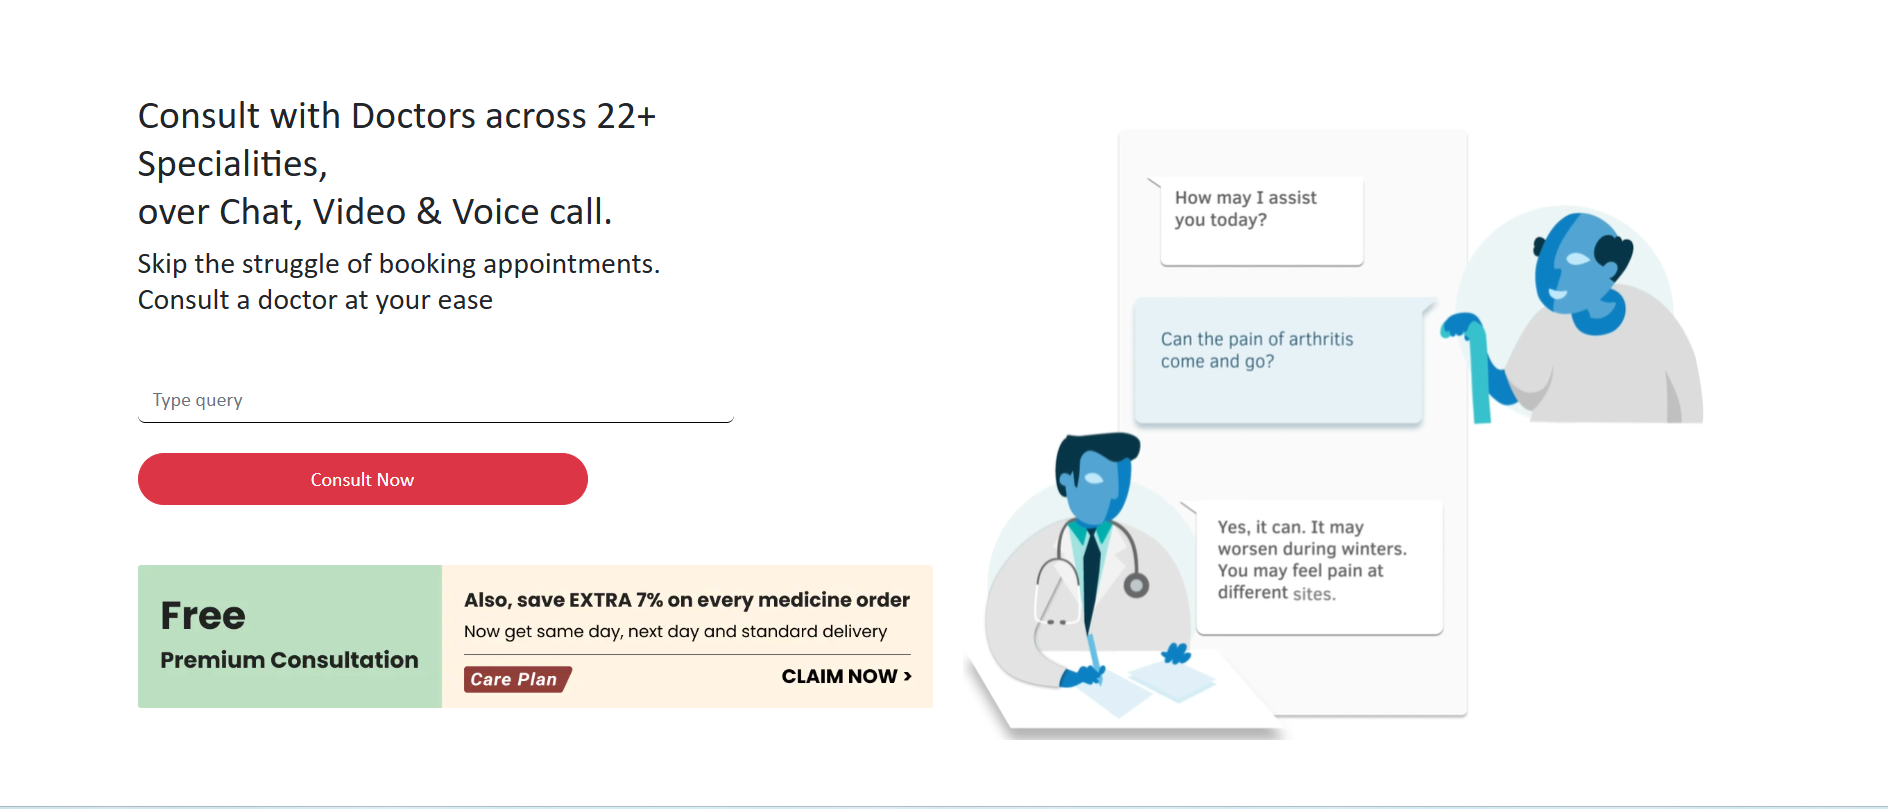 Consult with Doctors across 22+
Specialities,
over Chat, Video & Voice call.
Skip the struggle of booking appointments.
Consult a doctor at your ease
Type query
Consult Now
Free
Premium Consultation
Also, save EXTRA 7% on every medicine order
Now get same day, next day and standard delivery
Care Plan
CLAIM NOW >
How may I assist
you today?
Can the pain of arthritis
come and go?
Yes, it can. It may
worsen during winters.
You may feel pain at
different sites.